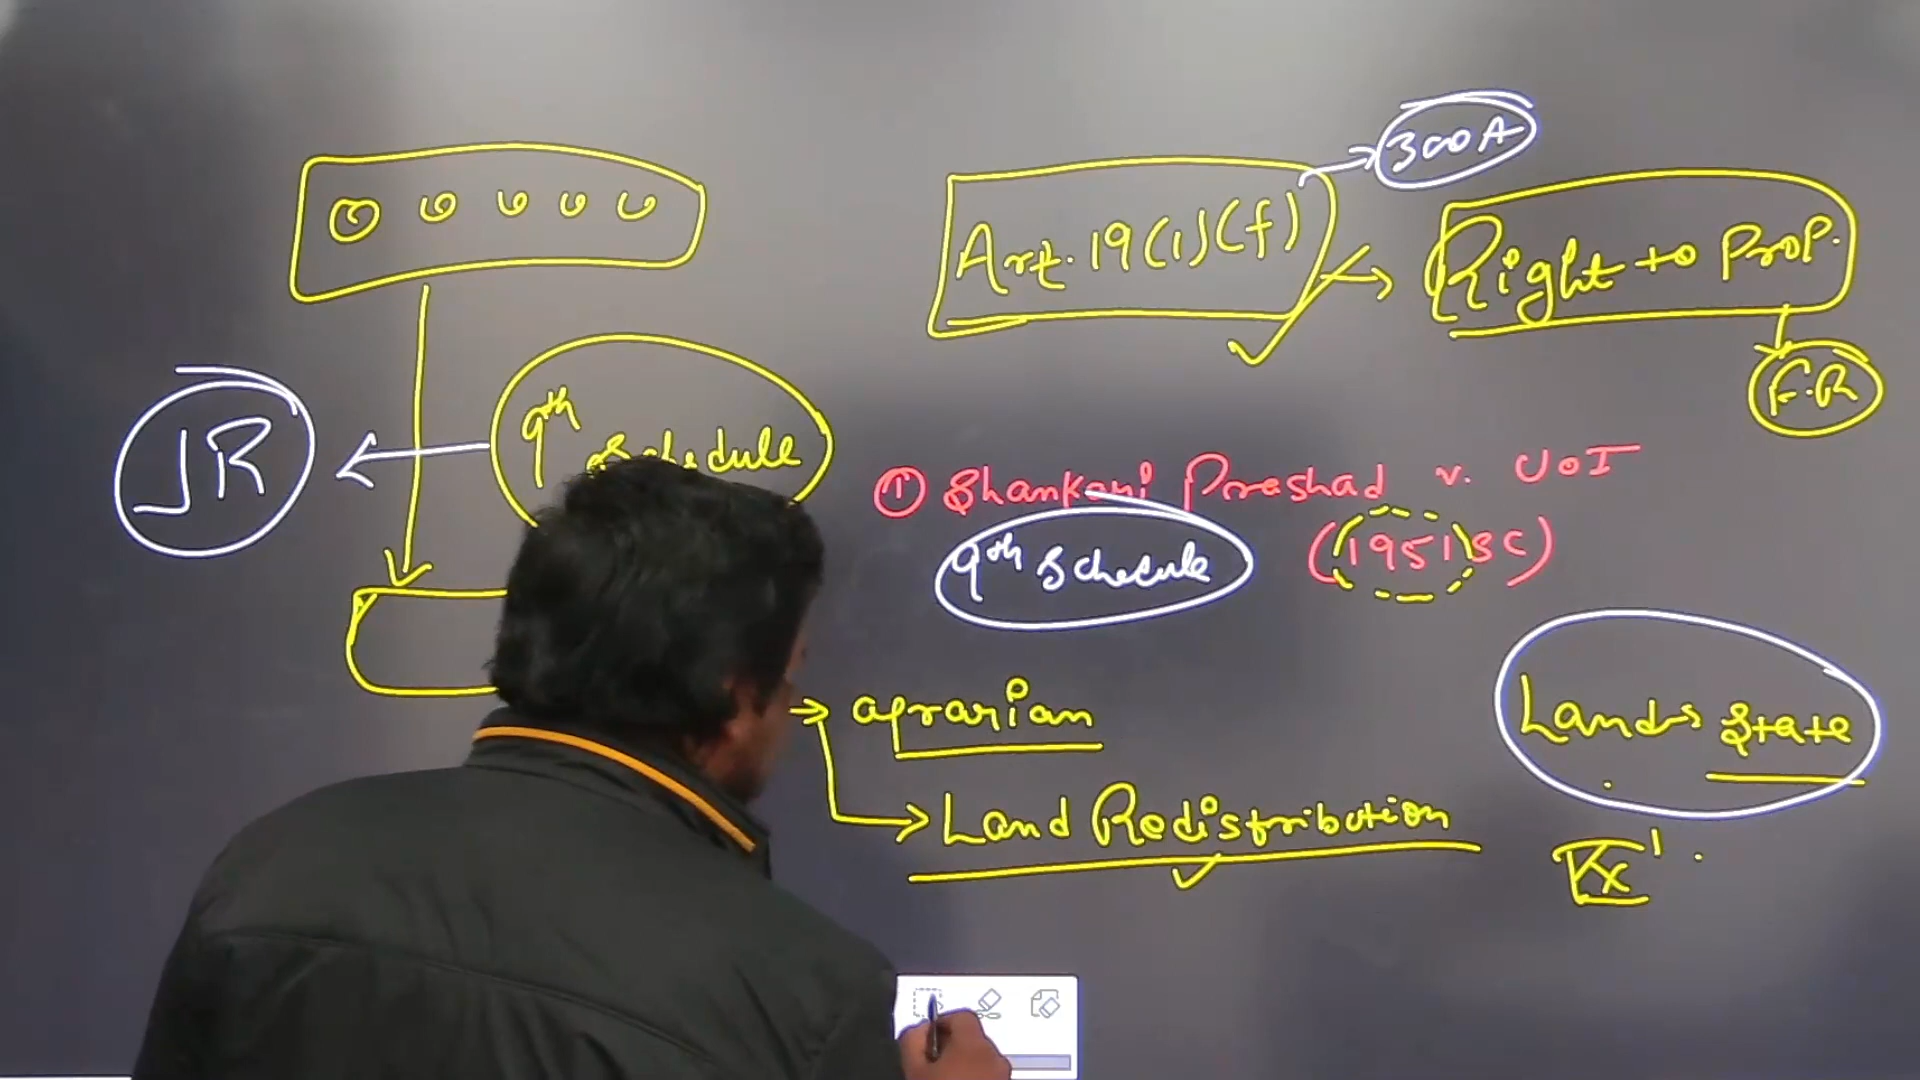 300A
Art. 19(1)(f) → Right to Prop.
F.R
JR
9th Schedule
① Shankari Prashad v. UOI
(1951 SC)
9th Schedule
→ agrarian
Land Redistribution
Lands State